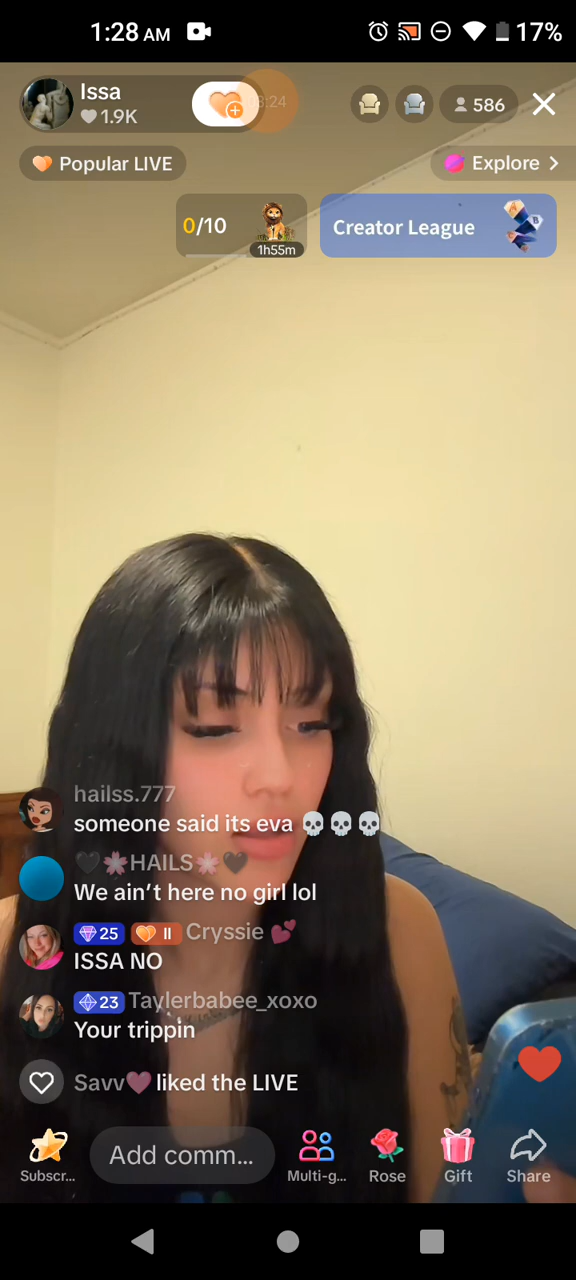 1:28 AM
17%
Issa
1.9K
3:24
586
Popular LIVE
Explore
0/10
1h55m
Creator League
hailss.777
someone said its eva 💀💀💀
🖤🌸HAILS🌸🖤
We ain't here no girl lol
25 II Cryssie 💕
ISSA NO
23 Taylerbabee_xoxo
Your trippin
Savv💜 liked the LIVE
Subscr...
Add comm...
Multi-g...
Rose
Gift
Share